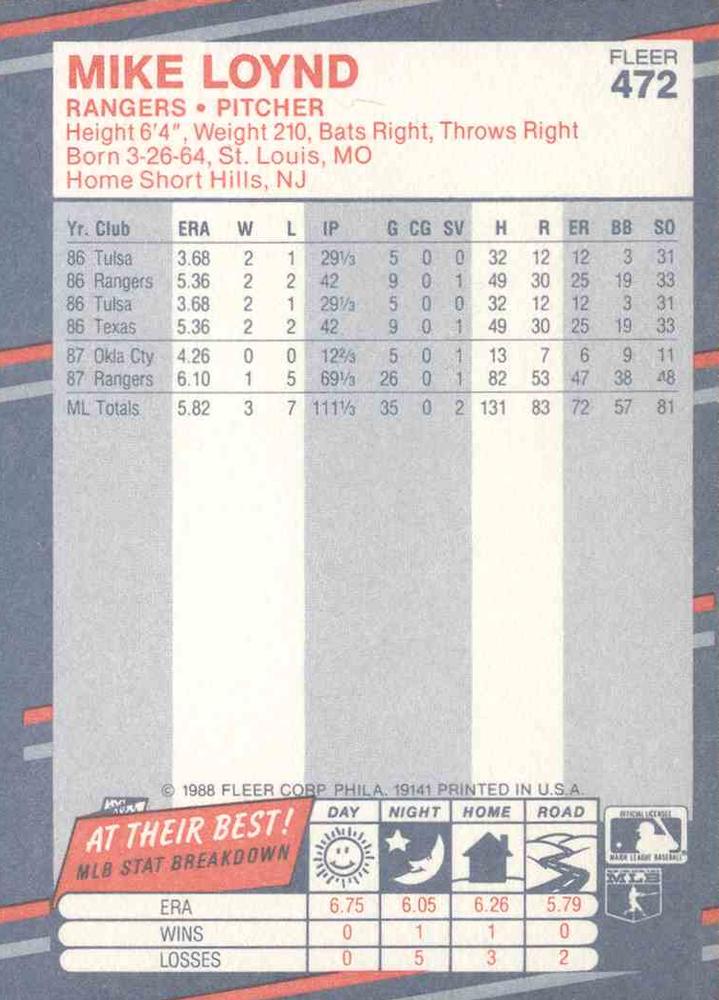 MIKE LOYND
FLEER
472
RANGERS • PITCHER
Height 6'4", Weight 210, Bats Right, Throws Right
Born 3-26-64, St. Louis, MO
Home Short Hills, NJ
Yr. Club ERA W L IP G CG SV H R ER BB SO
86 Tulsa 3.68 2 1 29⅓ 5 0 0 32 12 12 3 31
86 Rangers 5.36 2 2 42 9 0 1 49 30 25 19 33
86 Tulsa 3.68 2 1 29⅓ 5 0 0 32 12 12 3 31
86 Texas 5.36 2 2 42 9 0 1 49 30 25 19 33
87 Okla Cty 4.26 0 0 12⅔ 5 0 1 13 7 6 9 11
87 Rangers 6.10 1 5 69⅓ 26 0 1 82 53 47 38 48
ML Totals 5.82 3 7 111⅓ 35 0 2 131 83 72 57 81
© 1988 FLEER CORP PHILA. 19141 PRINTED IN U.S.A.
AT THEIR BEST!
MLB STAT BREAKDOWN
DAY NIGHT HOME ROAD
OFFICIAL LICENSEE
MAJOR LEAGUE BASEBALL
MLB
ERA 6.75 6.05 6.26 5.79
WINS 0 1 1 0
LOSSES 0 5 3 2